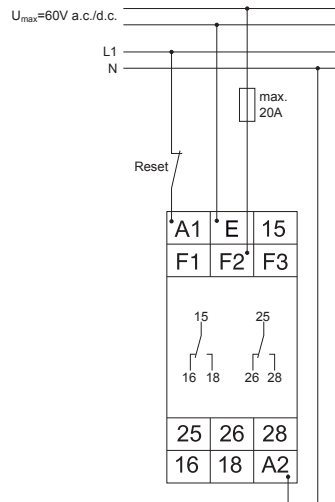 Umax=60V a.c./d.c.
L1
N
max.
20A
Reset
A1 E 15
F1 F2 F3
15 25
16 18 26 28
25 26 28
16 18 A2